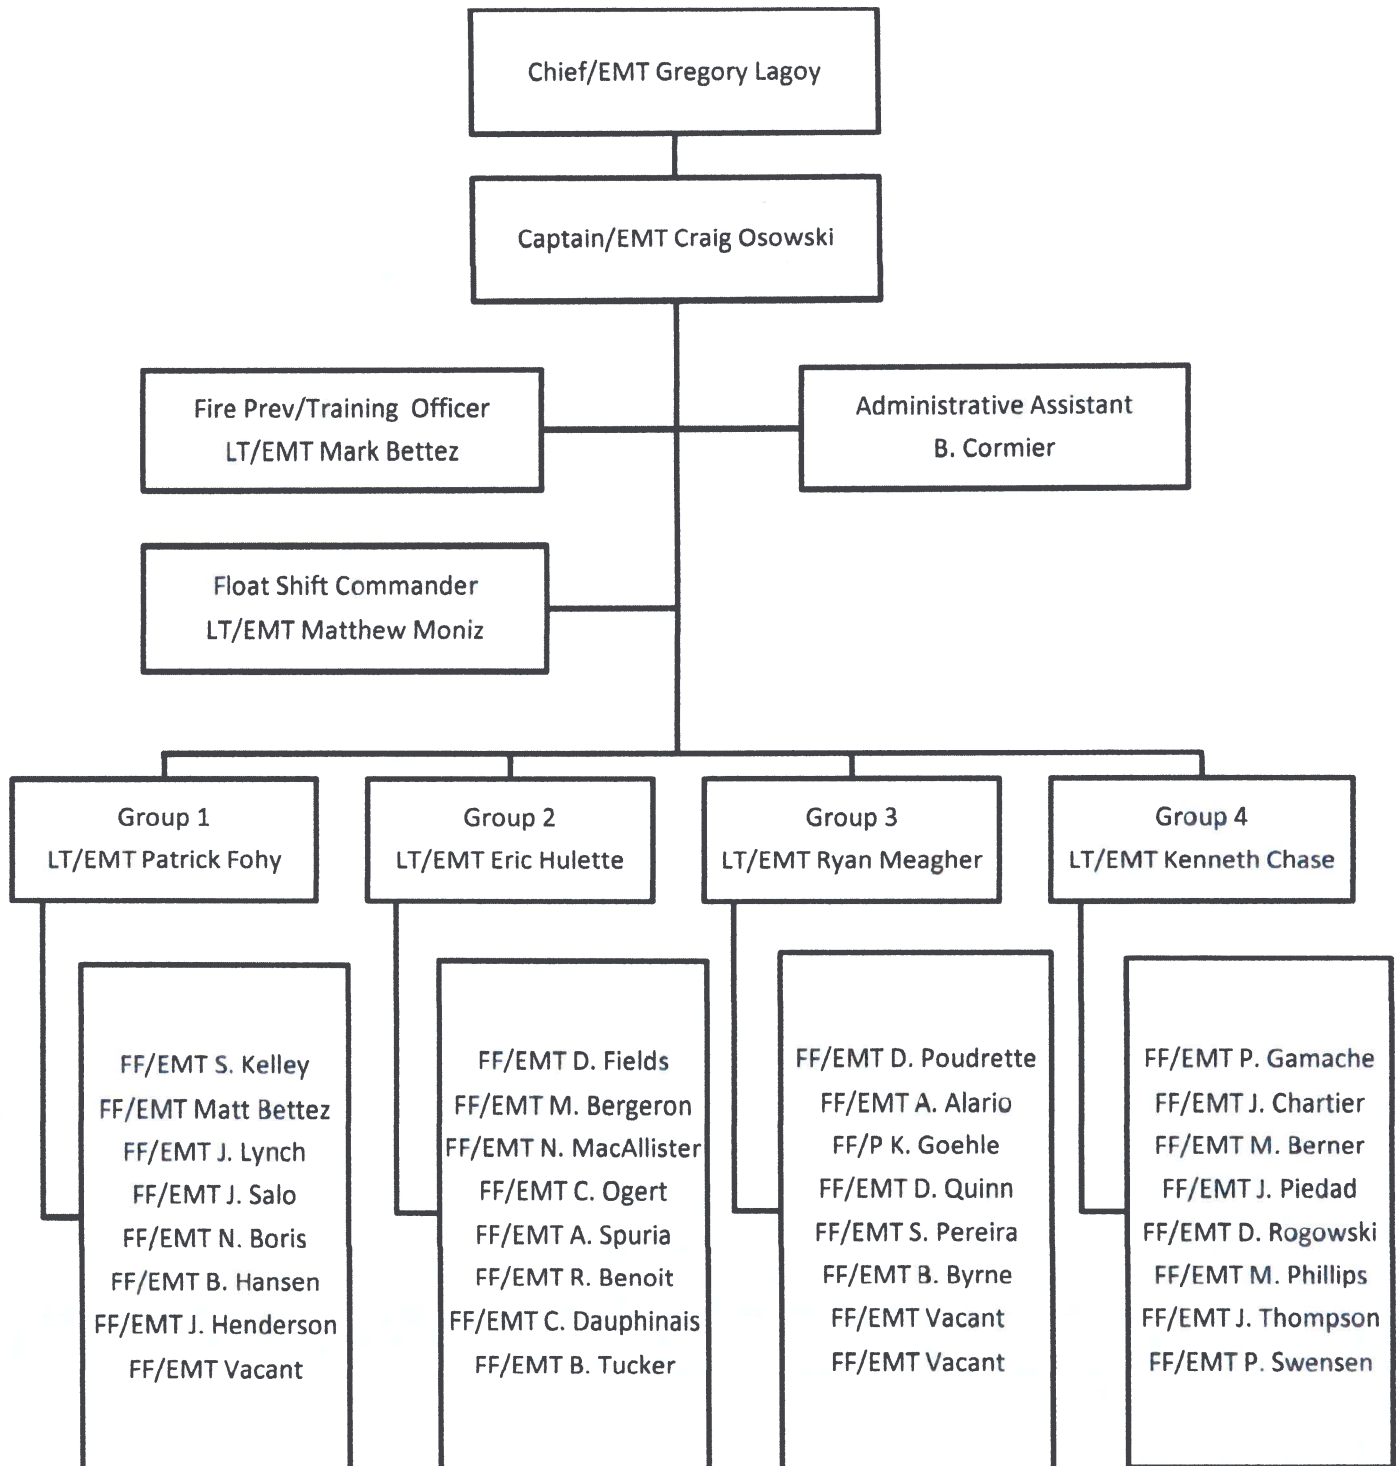 Chief/EMT Gregory Lagoy
Captain/EMT Craig Osowski
Fire Prev/Training Officer
LT/EMT Mark Bettez
Administrative Assistant
B. Cormier
Float Shift Commander
LT/EMT Matthew Moniz
Group 1
LT/EMT Patrick Fohy
Group 2
LT/EMT Eric Hulette
Group 3
LT/EMT Ryan Meagher
Group 4
LT/EMT Kenneth Chase
FF/EMT S. Kelley
FF/EMT Matt Bettez
FF/EMT J. Lynch
FF/EMT J. Salo
FF/EMT N. Boris
FF/EMT B. Hansen
FF/EMT J. Henderson
FF/EMT Vacant
FF/EMT D. Fields
FF/EMT M. Bergeron
FF/EMT N. MacAllister
FF/EMT C. Ogert
FF/EMT A. Spuria
FF/EMT R. Benoit
FF/EMT C. Dauphinais
FF/EMT B. Tucker
FF/EMT D. Poudrette
FF/EMT A. Alario
FF/P K. Goehle
FF/EMT D. Quinn
FF/EMT S. Pereira
FF/EMT B. Byrne
FF/EMT Vacant
FF/EMT Vacant
FF/EMT P. Gamache
FF/EMT J. Chartier
FF/EMT M. Berner
FF/EMT J. Piedad
FF/EMT D. Rogowski
FF/EMT M. Phillips
FF/EMT J. Thompson
FF/EMT P. Swensen